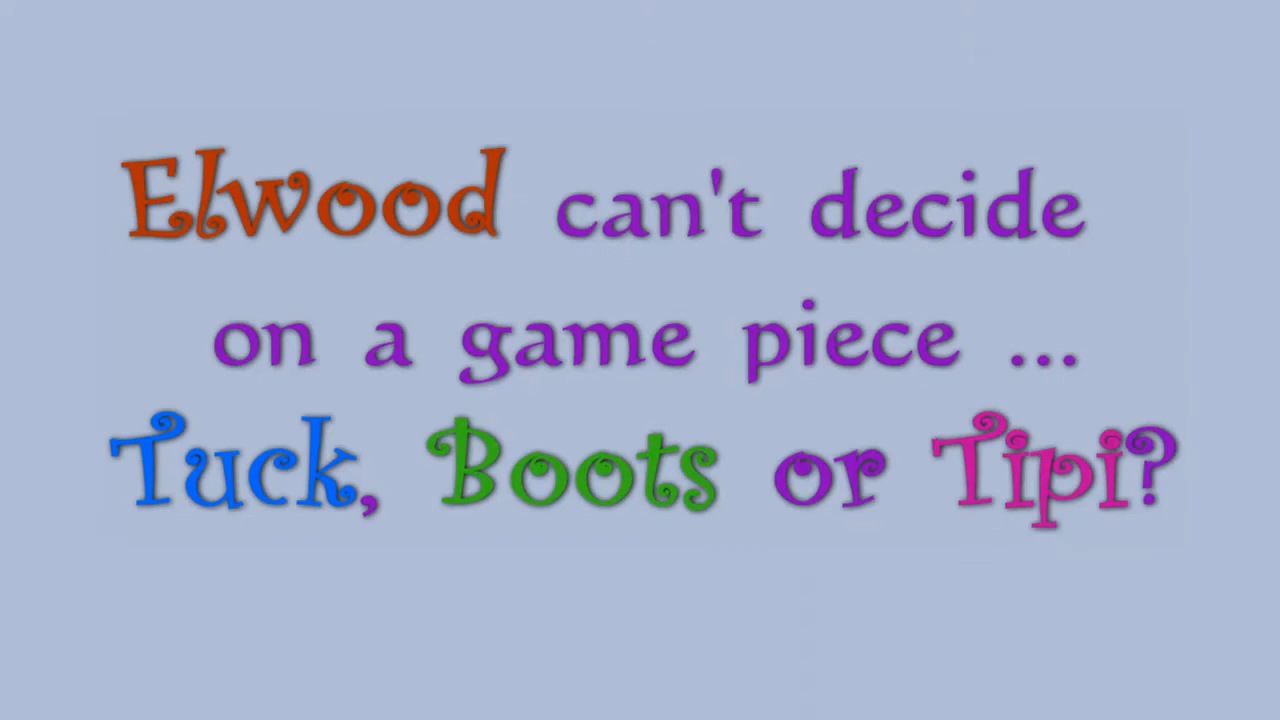 Elwood can't decide
on a game piece ...
Tuck, Boots or Tipi?